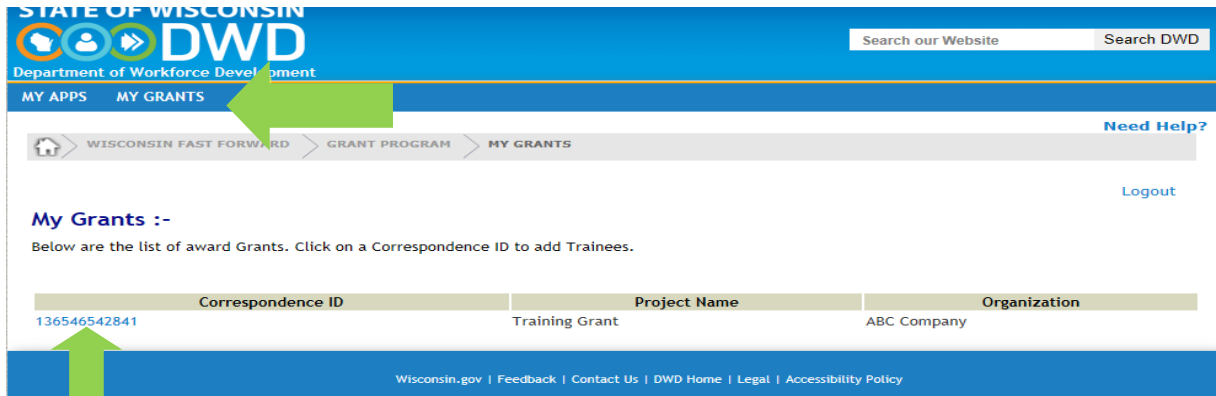 STATE OF WISCONSIN
DWD
Department of Workforce Development
Search our Website
Search DWD
MY APPS MY GRANTS
Need Help?
WISCONSIN FAST FORWARD GRANT PROGRAM MY GRANTS
Logout
My Grants :-
Below are the list of award Grants. Click on a Correspondence ID to add Trainees.
Correspondence ID Project Name Organization
136546542841 Training Grant ABC Company
Wisconsin.gov | Feedback | Contact Us | DWD Home | Legal | Accessibility Policy